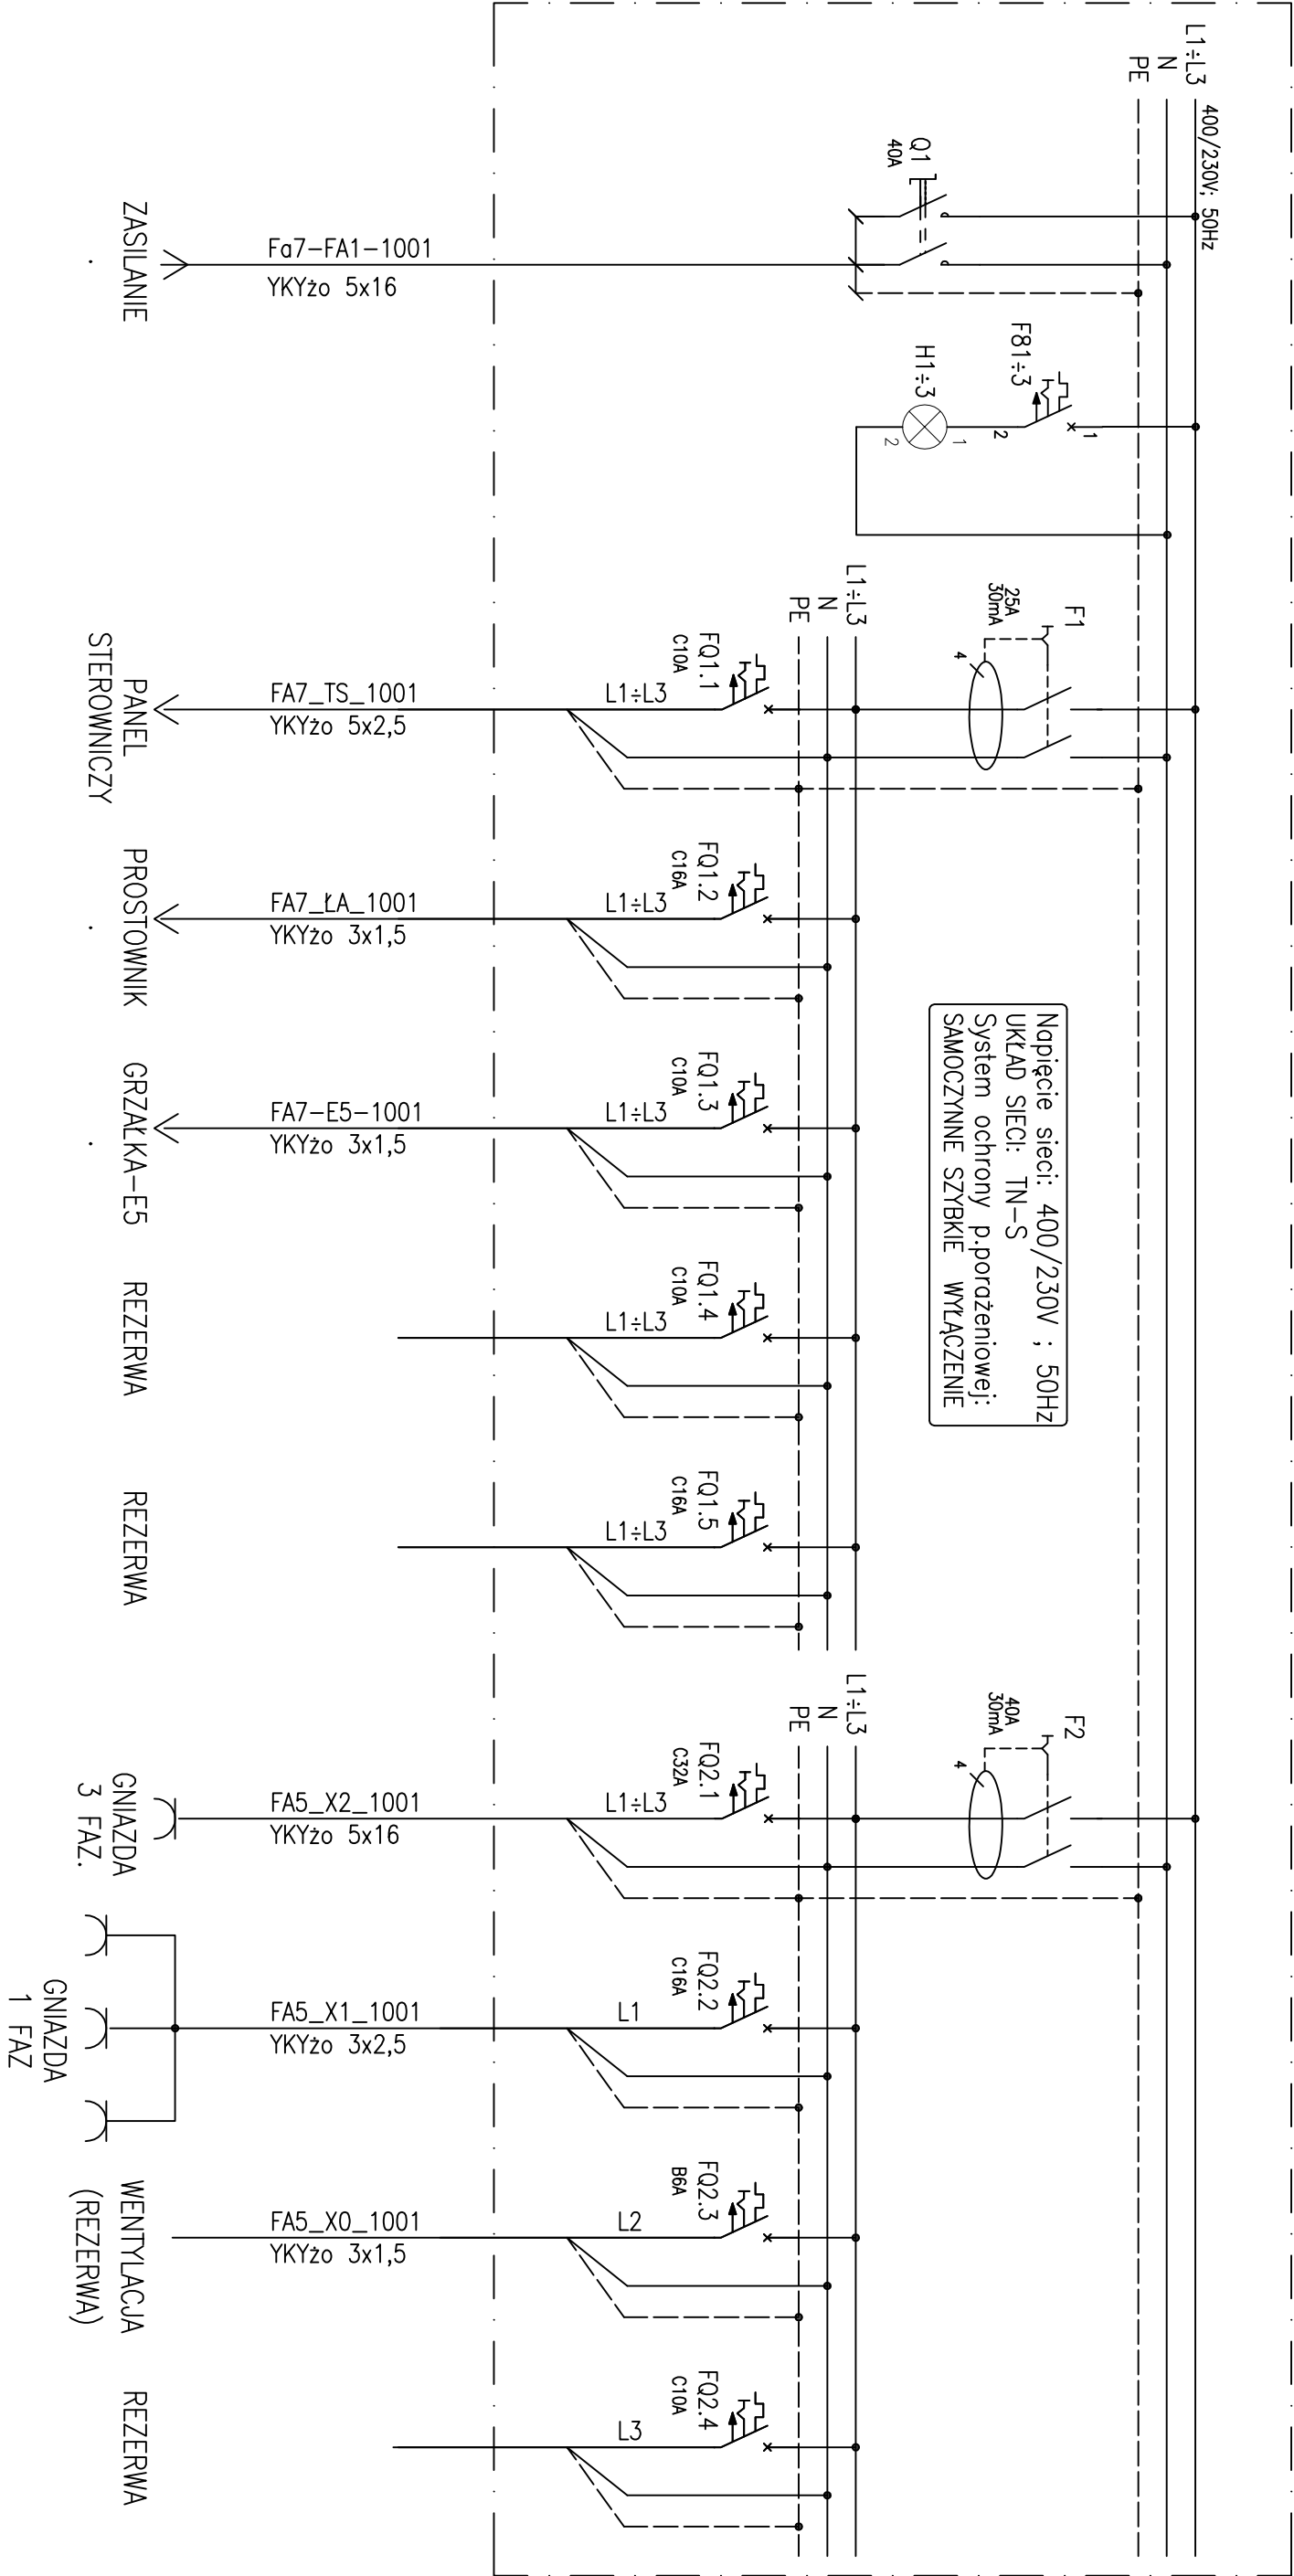 L1÷L3
N
PE
400/230V; 50Hz
Q1
40A
Fa7-FA1-1001
YKYżo 5x16
ZASILANIE
F81÷3
1
2
H1÷3
1
2
F1
25A
30mA
4
L1÷L3
N
PE
FQ1.1
C10A
L1÷L3
FA7_TS_1001
YKYżo 5x2,5
PANEL
STEROWNICZY
FQ1.2
C16A
L1÷L3
FA7_ŁA_1001
YKYżo 3x1,5
PROSTOWNIK
Napięcie sieci: 400/230V ; 50Hz
UKŁAD SIECI: TN-S
System ochrony p.porażeniowej:
SAMOCZYNNE SZYBKIE WYŁĄCZENIE
FQ1.3
C10A
L1÷L3
FA7-E5-1001
YKYżo 3x1,5
GRZAŁKA-E5
FQ1.4
C10A
L1÷L3
REZERWA
FQ1.5
C16A
L1÷L3
REZERWA
F2
40A
30mA
4
L1÷L3
N
PE
FQ2.1
C32A
L1÷L3
FA5_X2_1001
YKYżo 5x16
GNIAZDA
3 FAZ.
FQ2.2
C16A
L1
FA5_X1_1001
YKYżo 3x2,5
GNIAZDA
1 FAZ
FQ2.3
B6A
L2
FA5_X0_1001
YKYżo 3x1,5
WENTYLACJA
(REZERWA)
FQ2.4
C10A
L3
REZERWA